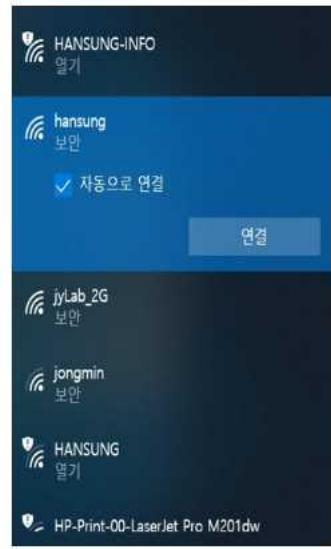 HANSUNG-INFO
열기
hansung
보안
자동으로 연결
연결
jyLab_2G
보안
jongmin
보안
HANSUNG
열기
HP-Print-00-LaserJet Pro M201dw